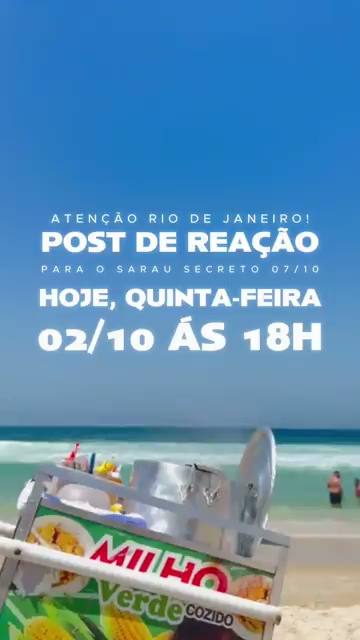 ATENÇÃO RIO DE JANEIRO!
POST DE REAÇÃO
PARA O SARAU SECRETO 07/10
HOJE, QUINTA-FEIRA
02/10 ÁS 18H
MILHO
Verde COZIDO